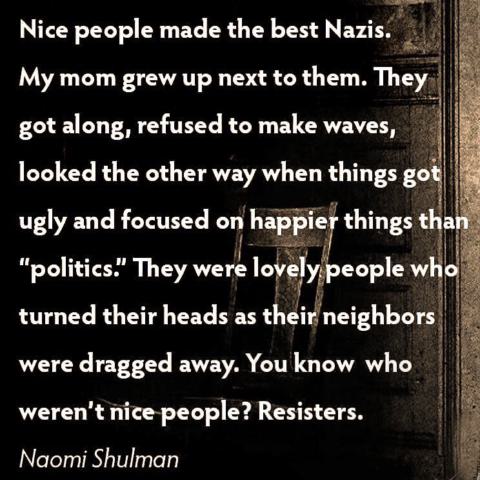 Nice people made the best Nazis.
My mom grew up next to them. They
got along, refused to make waves,
looked the other way when things got
ugly and focused on happier things than
“politics.” They were lovely people who
turned their heads as their neighbors
were dragged away. You know who
weren’t nice people? Resisters.
Naomi Shulman